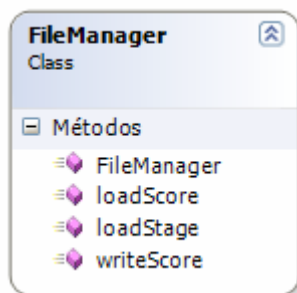 FileManager
Class
Métodos
FileManager
loadScore
loadStage
writeScore